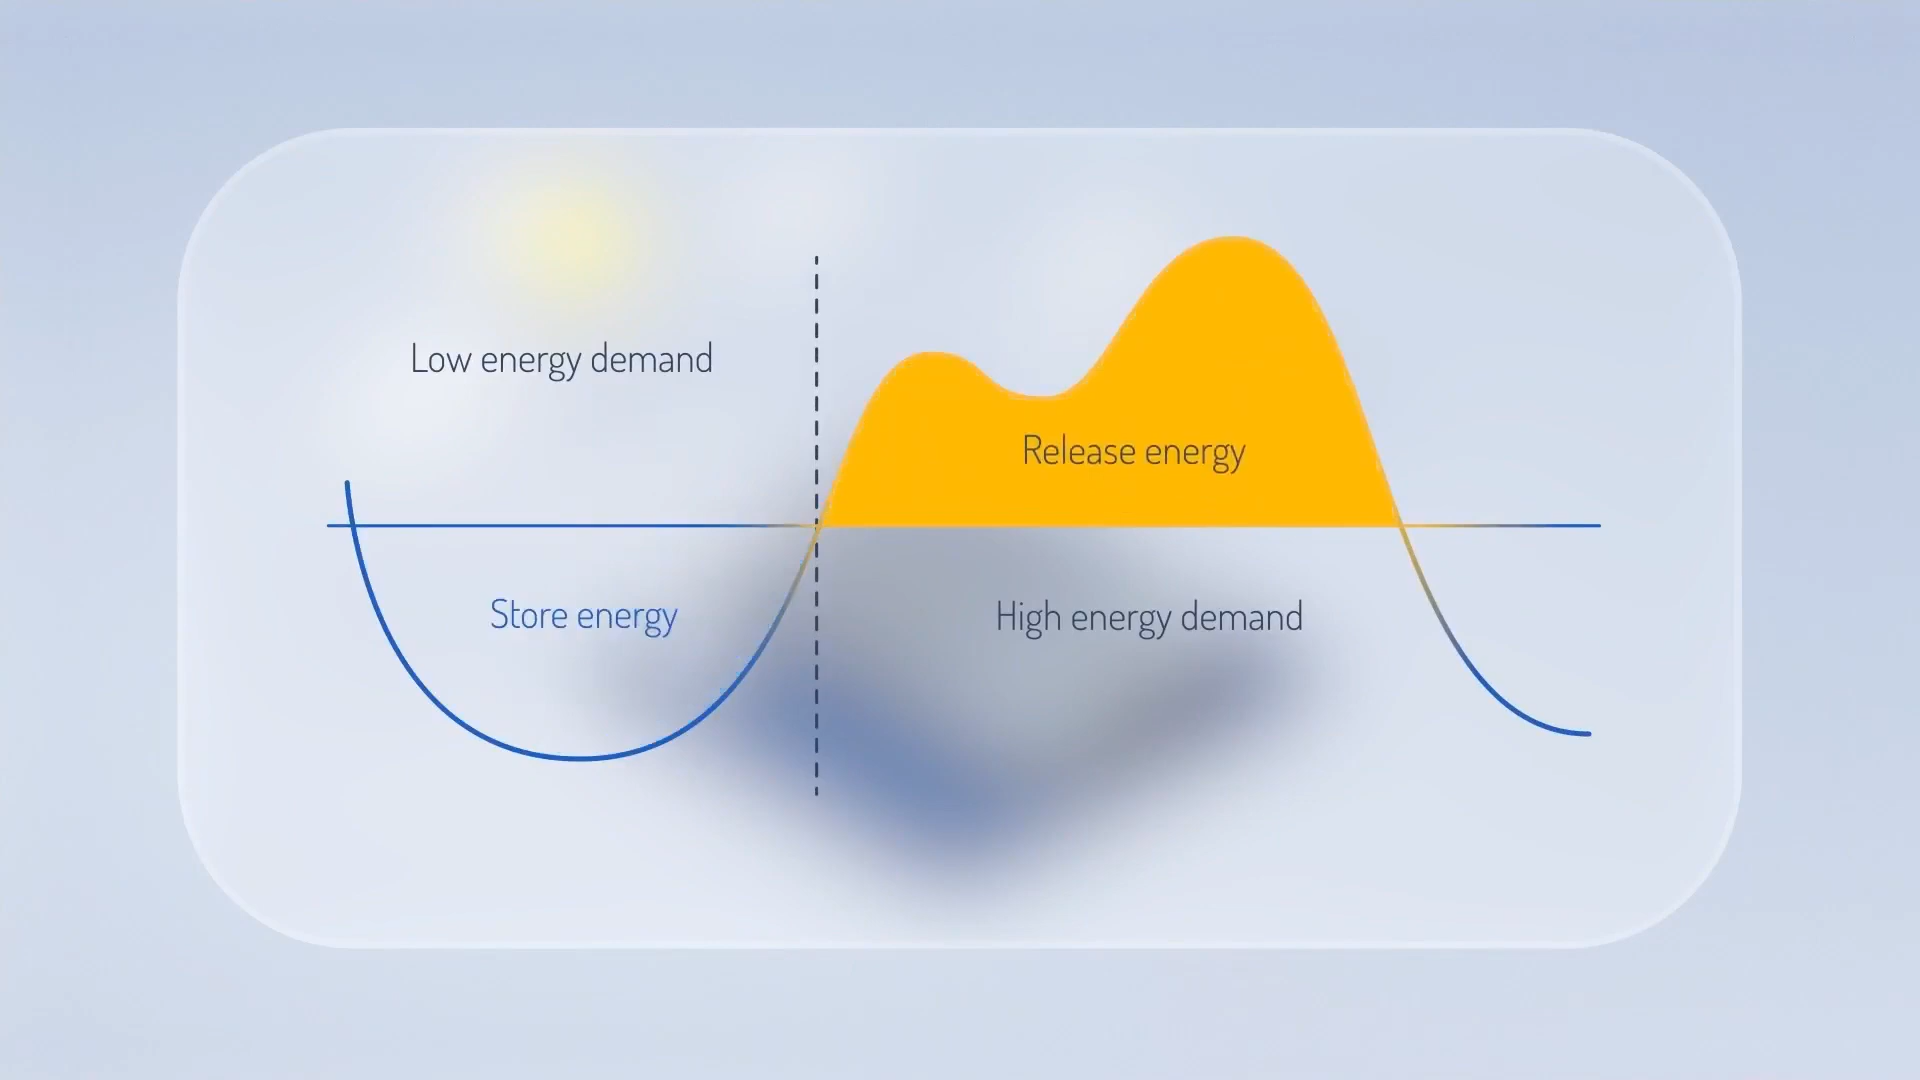 Low energy demand
Release energy
Store energy
High energy demand